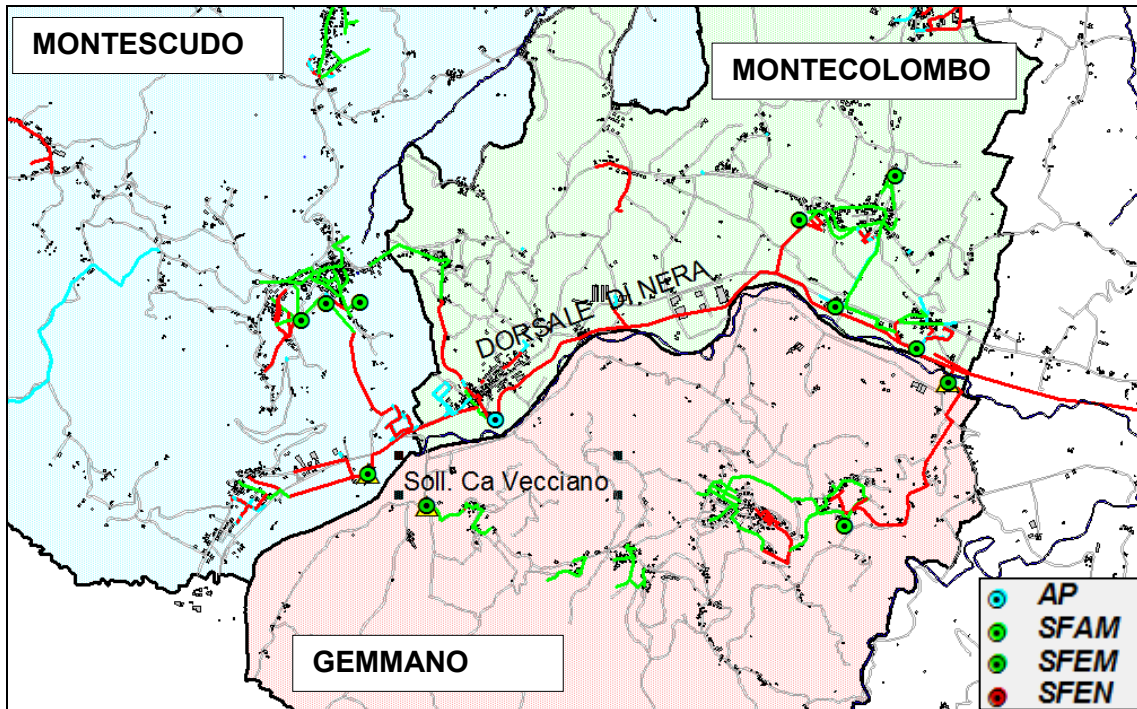 MONTESCUDO
MONTECOLOMBO
DORSALE DI NERA
Soll. Ca Vecciano
GEMMANO
AP
SFAM
SFEM
SFEN